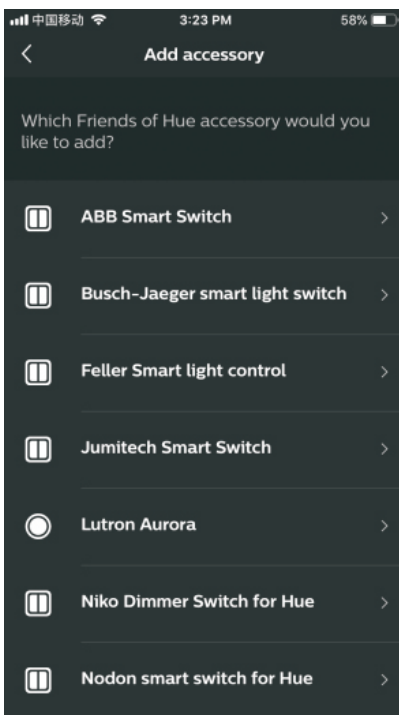 中国移动 3:23 PM 58%
Add accessory
Which Friends of Hue accessory would you
like to add?
ABB Smart Switch
Busch-Jaeger smart light switch
Feller Smart light control
Jumitech Smart Switch
Lutron Aurora
Niko Dimmer Switch for Hue
Nodon smart switch for Hue